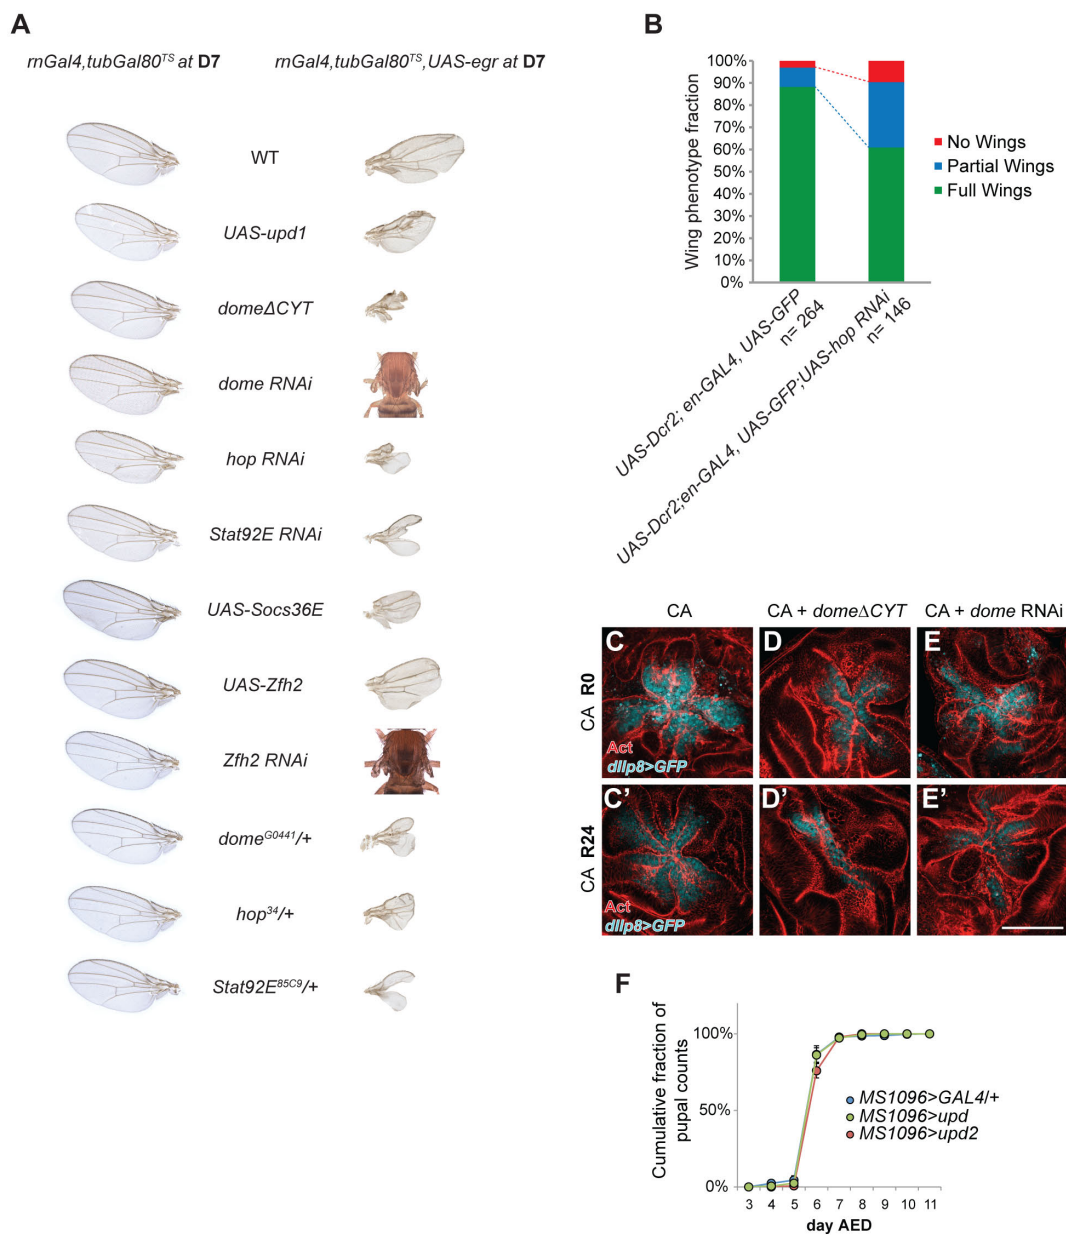 A
rnGal4,tubGal80TS at D7
rnGal4,tubGal80TS,UAS-egr at D7
WT
UAS-upd1
domeΔCYT
dome RNAi
hop RNAi
Stat92E RNAi
UAS-Socs36E
UAS-Zfh2
Zfh2 RNAi
domeG0441/+
hop34/+
Stat92E85C9/+
B
Wing phenotype fraction
100%
90%
80%
70%
60%
50%
40%
30%
20%
10%
0%
No Wings
Partial Wings
Full Wings
UAS-Dcr2; en-GAL4, UAS-GFP
n= 264
UAS-Dcr2;en-GAL4, UAS-GFP;UAS-hop RNAi
n= 146
CA
CA + domeΔCYT
CA + dome RNAi
CA R0
C
Act
dIlp8>GFP
D
E
CA R24
C'
Act
dIlp8>GFP
D'
E'
F
Cumulative fraction of
pupal counts
100%
50%
0%
MS1096>GAL4/+
MS1096>upd
MS1096>upd2
3 4 5 6 7 8 9 10 11
day AED